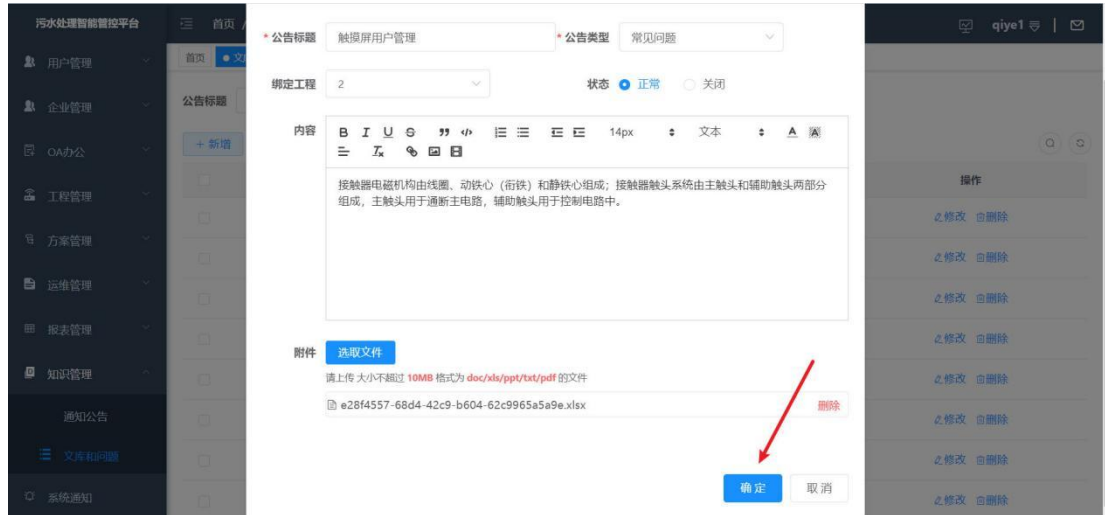 污水处理智能管控平台
首页 /
qiye1
用户管理
企业管理
OA办公
工程管理
方案管理
运维管理
报表管理
知识管理
通知公告
文库和问题
系统通知
首页
公告标题
+ 新增
* 公告标题 触摸屏用户管理 * 公告类型 常见问题
绑定工程 2 状态 正常 关闭
内容
14px 文本
接触器电磁机构由线圈、动铁心（衔铁）和静铁心组成；接触器触头系统由主触头和辅助触头两部分
组成，主触头用于通断主电路，辅助触头用于控制电路中。
附件 选取文件
请上传 大小不超过 10MB 格式为 doc/xls/ppt/txt/pdf 的文件
e28f4557-68d4-42c9-b604-62c9965a5a9e.xlsx 删除
确定 取消
操作
修改 删除
修改 删除
修改 删除
修改 删除
修改 删除
修改 删除
修改 删除
修改 删除